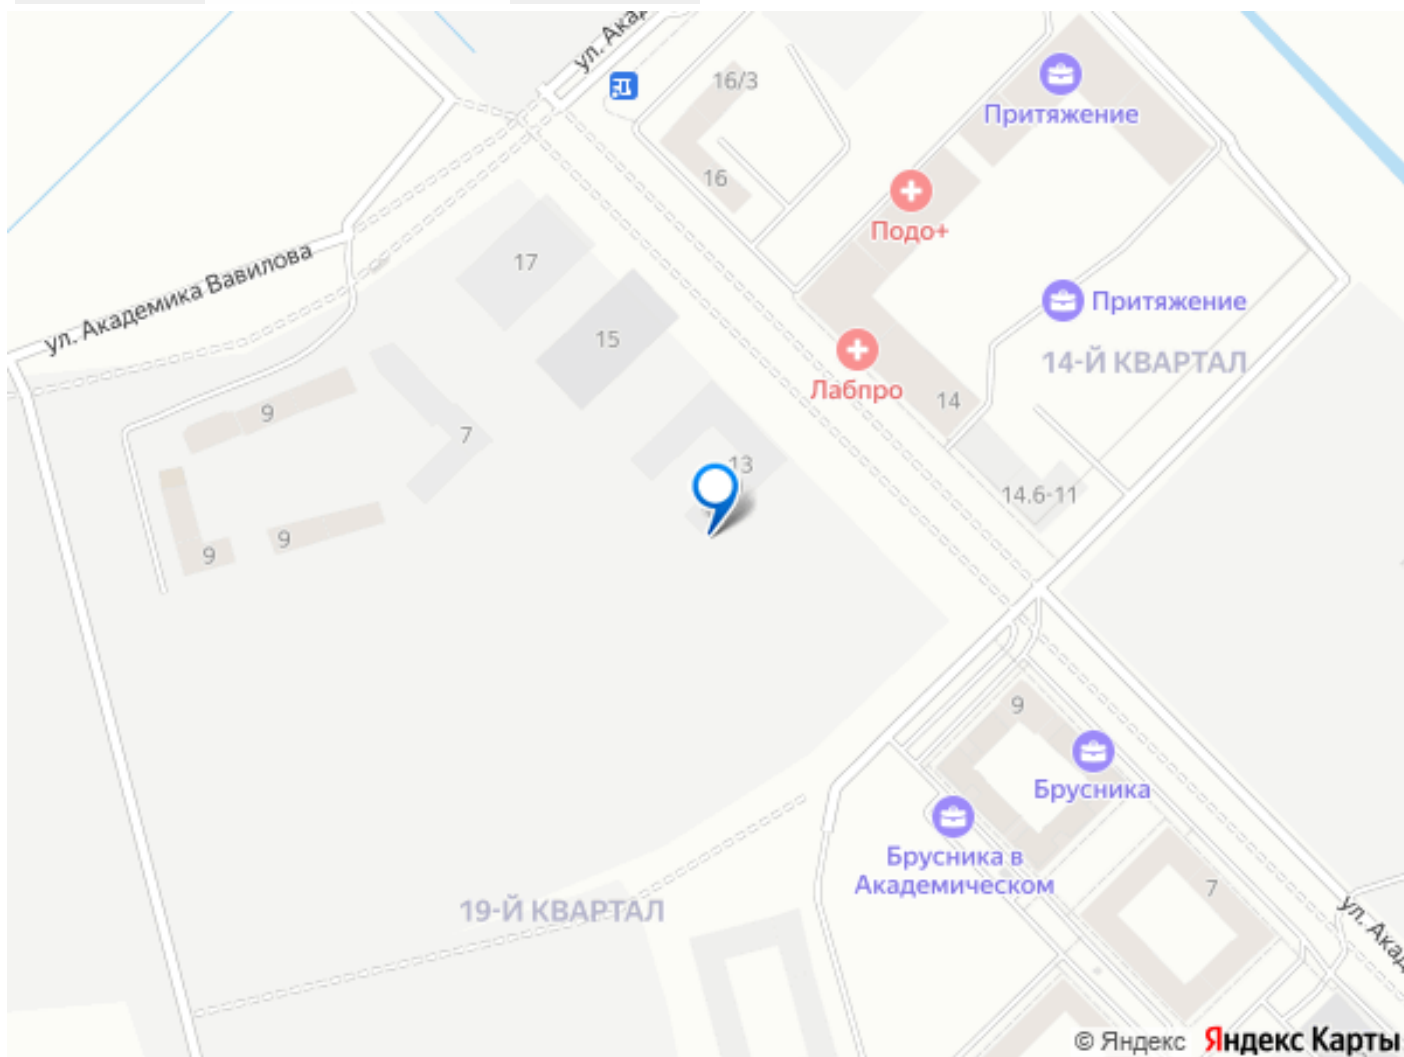 ул. Акад
16/3
Притяжение
16
Подо+
17
ул. Академика Вавилова
Притяжение
15
14-Й КВАРТАЛ
Лабпро
14
9
7
13
14.6-11
9
9
9
Брусника
Брусника в
Академическом
7
19-Й КВАРТАЛ
ул. Акад
© Яндекс Яндекс Карты